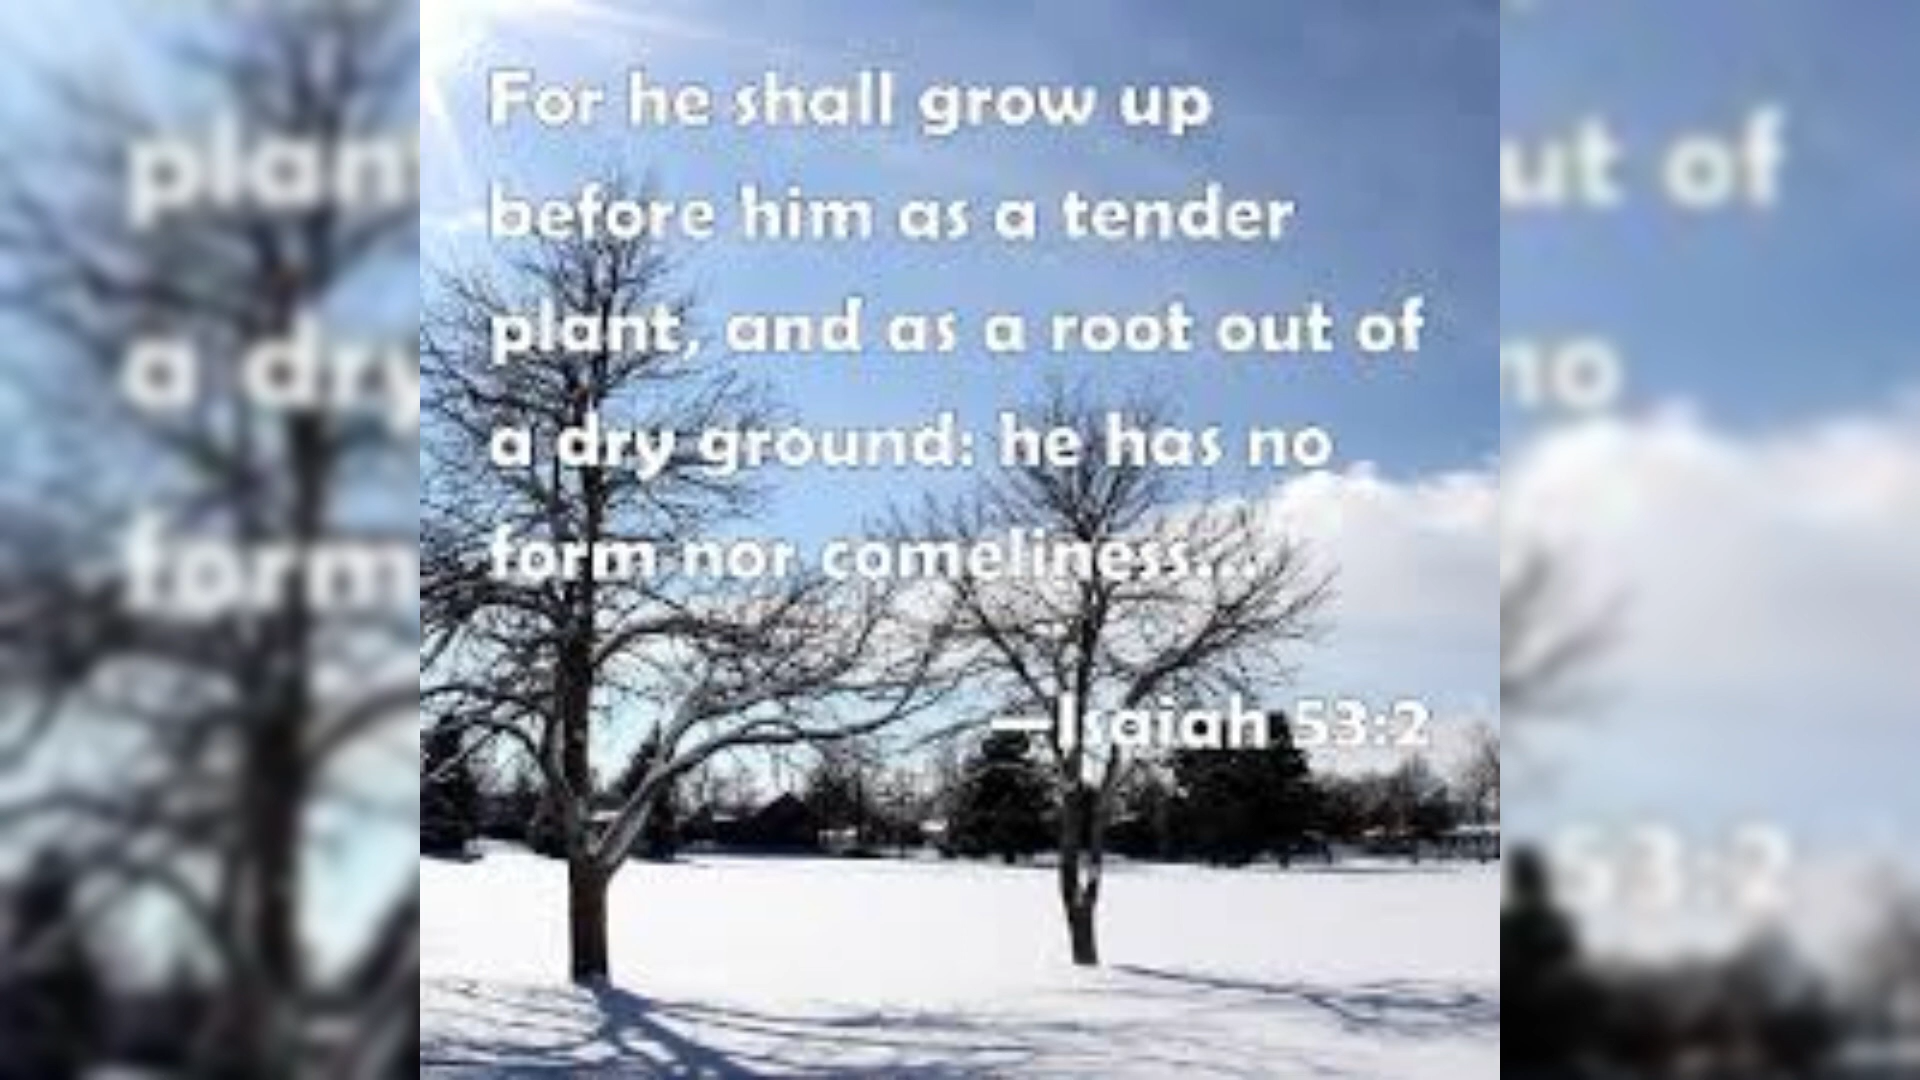 For he shall grow up
before him as a tender
plant, and as a root out of
a dry ground: he has no
form nor comeliness...
—Isaiah 53:2